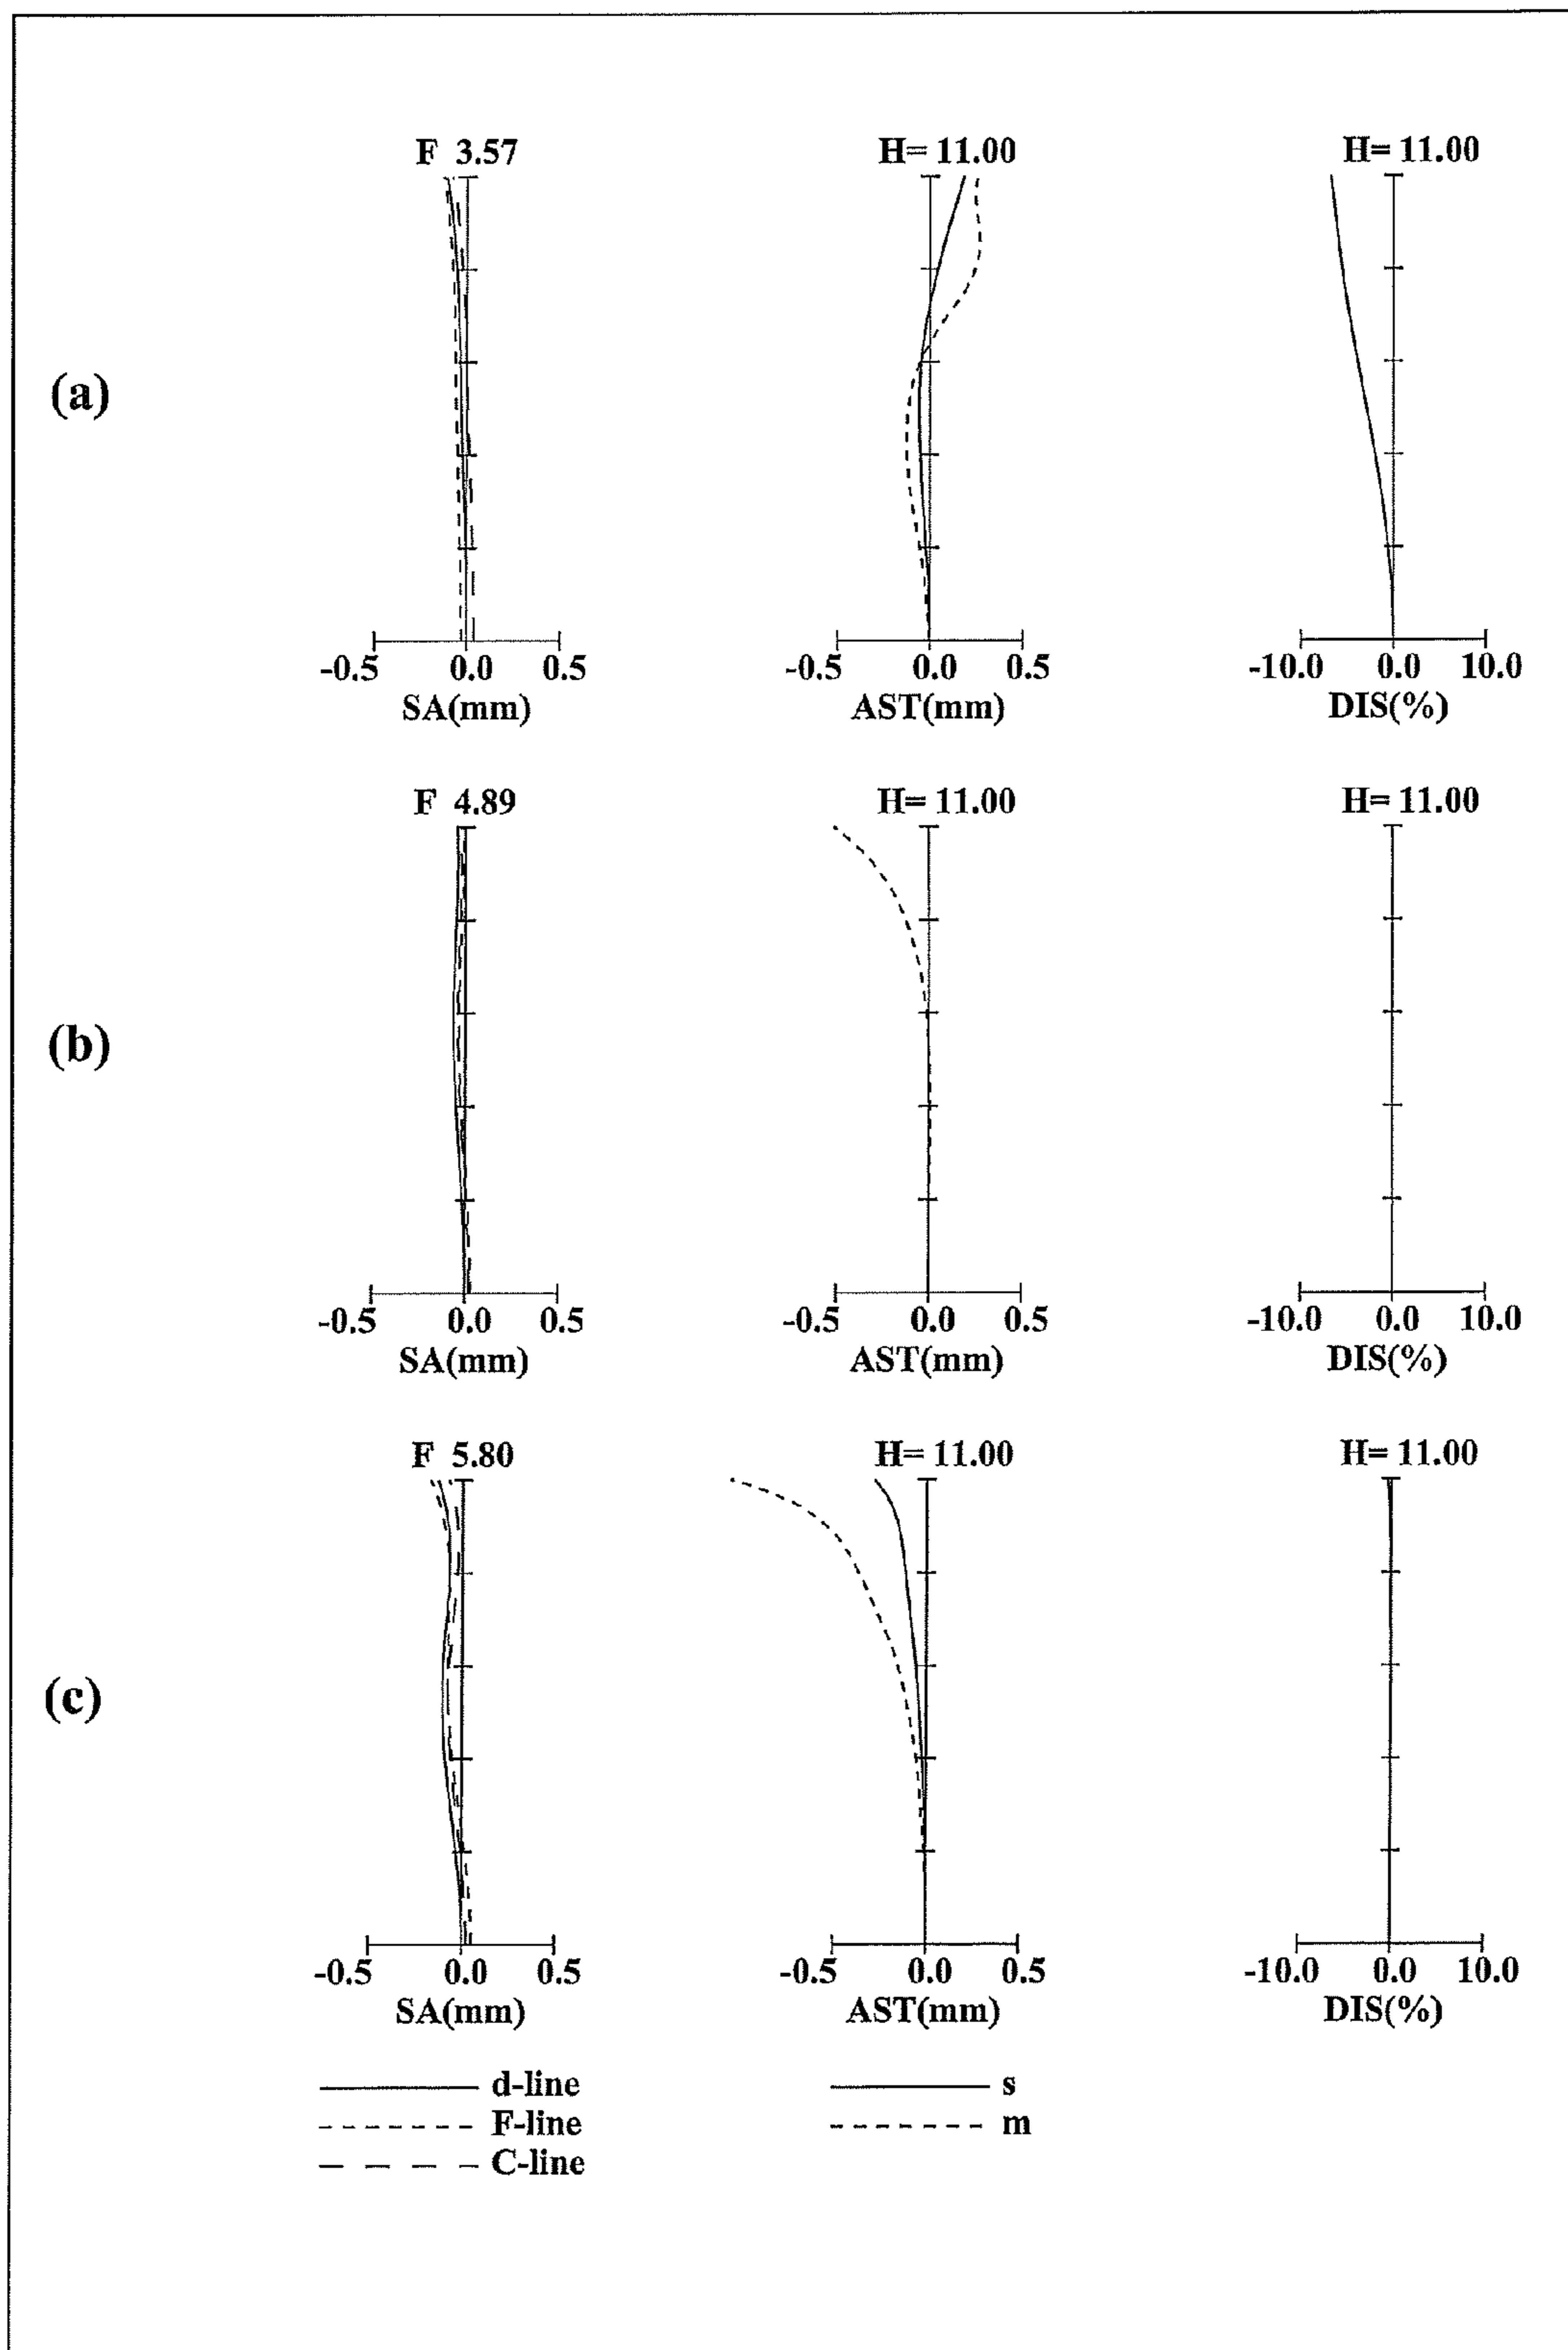 (a)
F 3.57
H= 11.00
H= 11.00
-0.5 0.0 0.5
SA(mm)
-0.5 0.0 0.5
AST(mm)
-10.0 0.0 10.0
DIS(%)
(b)
F 4.89
H= 11.00
H= 11.00
-0.5 0.0 0.5
SA(mm)
-0.5 0.0 0.5
AST(mm)
-10.0 0.0 10.0
DIS(%)
(c)
F 5.80
H= 11.00
H= 11.00
-0.5 0.0 0.5
SA(mm)
-0.5 0.0 0.5
AST(mm)
-10.0 0.0 10.0
DIS(%)
d-line
F-line
C-line
s
m